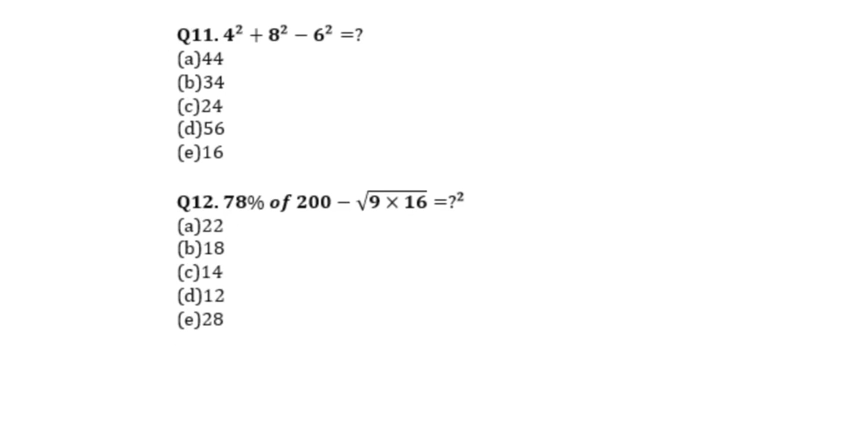 Q11. 4² + 8² − 6² =?
(a)44
(b)34
(c)24
(d)56
(e)16
Q12. 78% of 200 − √9 × 16 =?²
(a)22
(b)18
(c)14
(d)12
(e)28